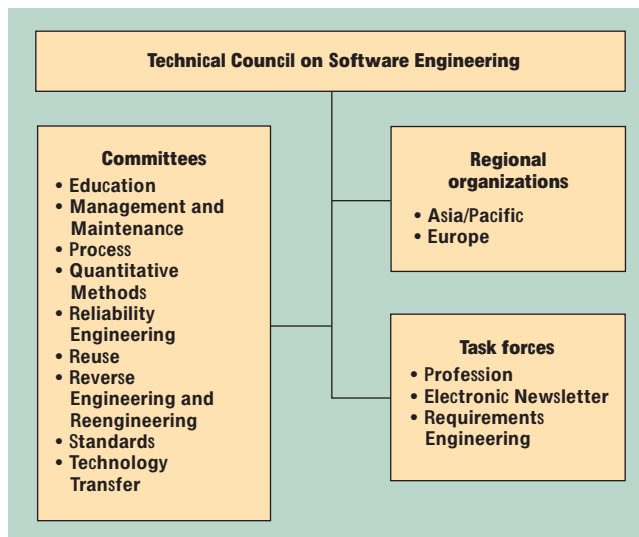 Technical Council on Software Engineering
Committees
• Education
• Management and
Maintenance
• Process
• Quantitative
Methods
• Reliability
Engineering
• Reuse
• Reverse
Engineering and
Reengineering
• Standards
• Technology
Transfer
Regional
organizations
• Asia/Pacific
• Europe
Task forces
• Profession
• Electronic Newsletter
• Requirements
Engineering